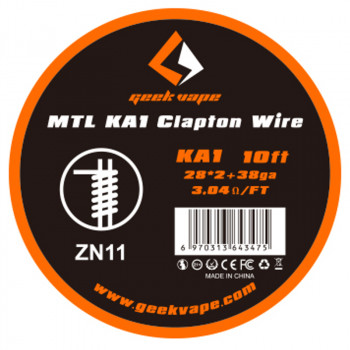 geek vape
MTL KA1 Clapton Wire
KA1 10ft
28*2+38ga
3.04Ω/FT
ZN11
6 970313 643475
CE
MADE IN CHINA
www.geekvape.com